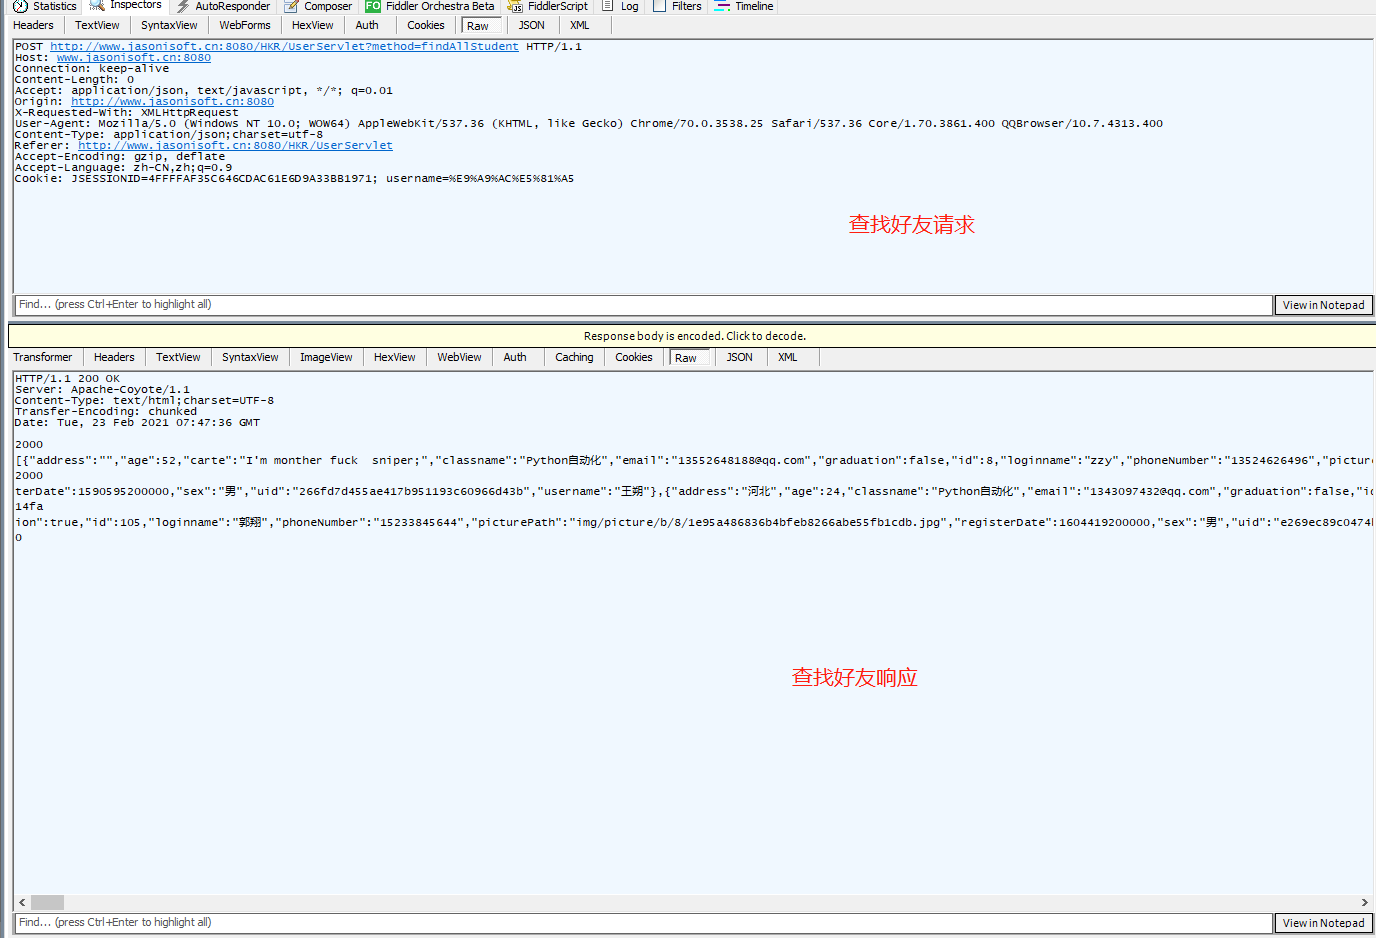 Statistics Inspectors AutoResponder Composer FO Fiddler Orchestra Beta JS FiddlerScript Log Filters Timeline
Headers TextView SyntaxView WebForms HexView Auth Cookies Raw JSON XML
POST http://www.jasonisoft.cn:8080/HKR/UserServlet?method=findAllStudent HTTP/1.1
Host: www.jasonisoft.cn:8080
Connection: keep-alive
Content-Length: 0
Accept: application/json, text/javascript, */*; q=0.01
Origin: http://www.jasonisoft.cn:8080
X-Requested-With: XMLHttpRequest
User-Agent: Mozilla/5.0 (Windows NT 10.0; WOW64) AppleWebKit/537.36 (KHTML, like Gecko) Chrome/70.0.3538.25 Safari/537.36 Core/1.70.3861.400 QQBrowser/10.7.4313.400
Content-Type: application/json;charset=utf-8
Referer: http://www.jasonisoft.cn:8080/HKR/UserServlet
Accept-Encoding: gzip, deflate
Accept-Language: zh-CN,zh;q=0.9
Cookie: JSESSIONID=4FFFFAF35C646CDAC61E6D9A33BB1971; username=%E9%A9%AC%E5%81%A5
查找好友请求
Find... (press Ctrl+Enter to highlight all) View in Notepad
Response body is encoded. Click to decode.
Transformer Headers TextView SyntaxView ImageView HexView WebView Auth Caching Cookies Raw JSON XML
HTTP/1.1 200 OK
Server: Apache-Coyote/1.1
Content-Type: text/html;charset=UTF-8
Transfer-Encoding: chunked
Date: Tue, 23 Feb 2021 07:47:36 GMT
2000
[{"address":"","age":52,"carte":"I'm monther fuck  sniper;","classname":"Python自动化","email":"13552648188@qq.com","graduation":false,"id":8,"loginname":"zzy","phoneNumber":"13524626496","pictur
2000
terDate":1590595200000,"sex":"男","uid":"266fd7d455ae417b951193c60966d43b","username":"王朔"},{"address":"河北","age":24,"classname":"Python自动化","email":"1343097432@qq.com","graduation":false,"i
14fa
ion":true,"id":105,"loginname":"郭翔","phoneNumber":"15233845644","picturePath":"img/picture/b/8/1e95a486836b4bfeb8266abe55fb1cdb.jpg","registerDate":1604419200000,"sex":"男","uid":"e269ec89c0474
0
查找好友响应
Find... (press Ctrl+Enter to highlight all) View in Notepad